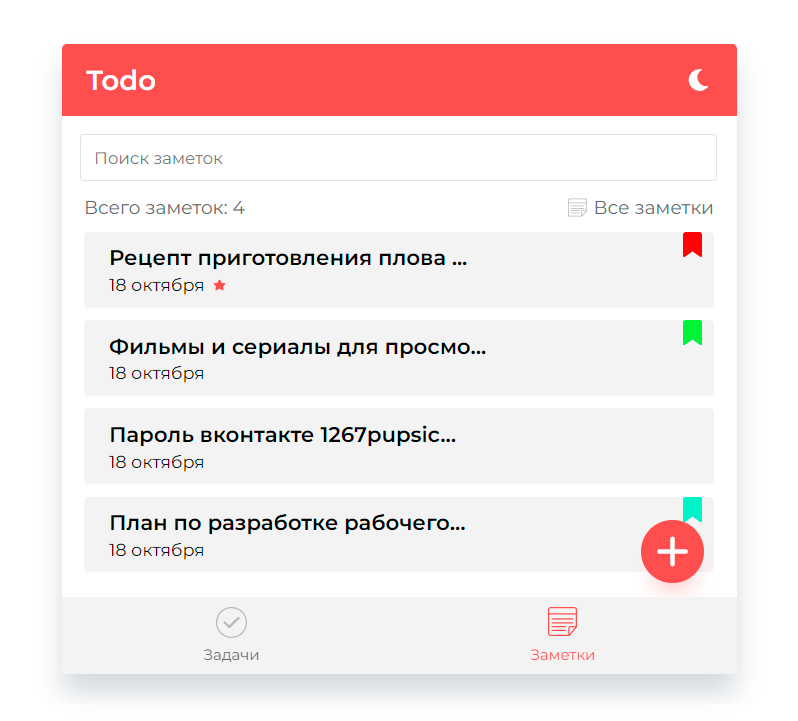 Todo
Поиск заметок
Всего заметок: 4
Все заметки
Рецепт приготовления плова ...
18 октября
Фильмы и сериалы для просмо...
18 октября
Пароль вконтакте 1267pupsic...
18 октября
План по разработке рабочего...
18 октября
Задачи
Заметки